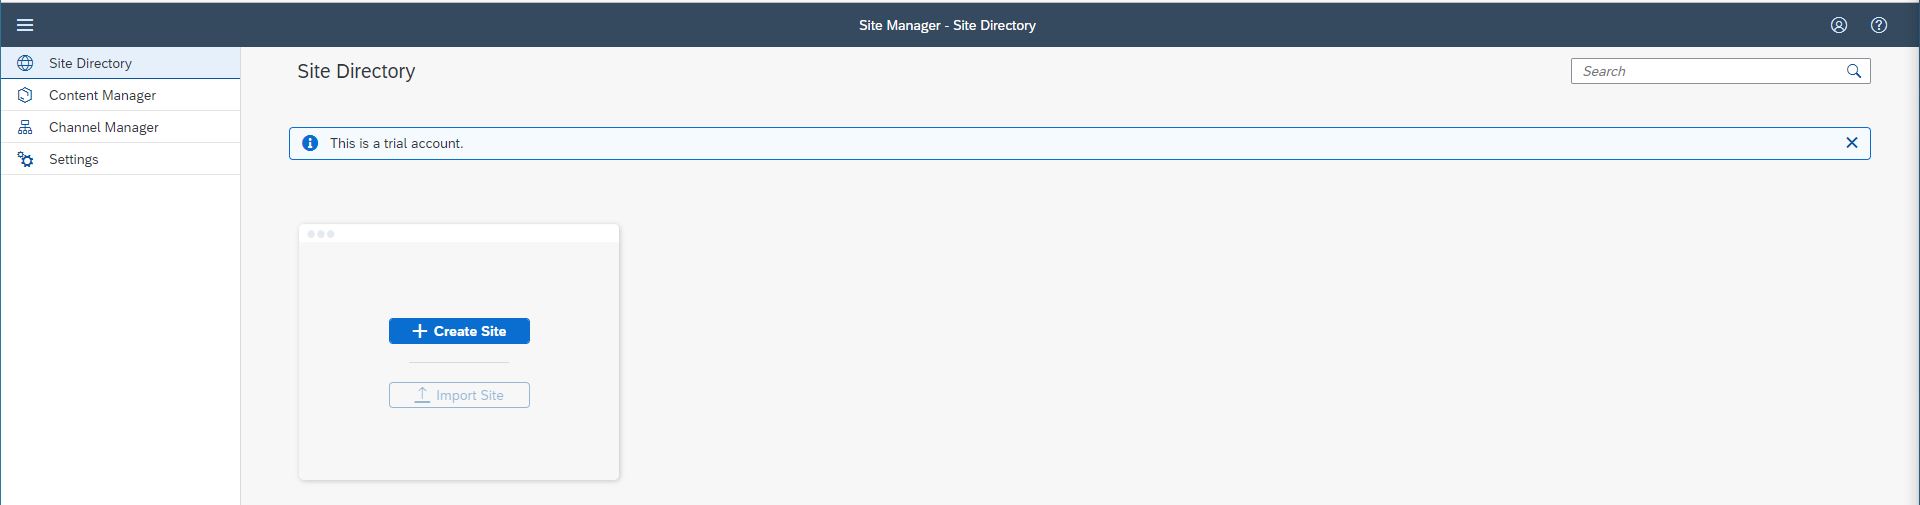 Site Manager - Site Directory
Site Directory
Content Manager
Channel Manager
Settings
Site Directory
Search
This is a trial account.
Create Site
Import Site